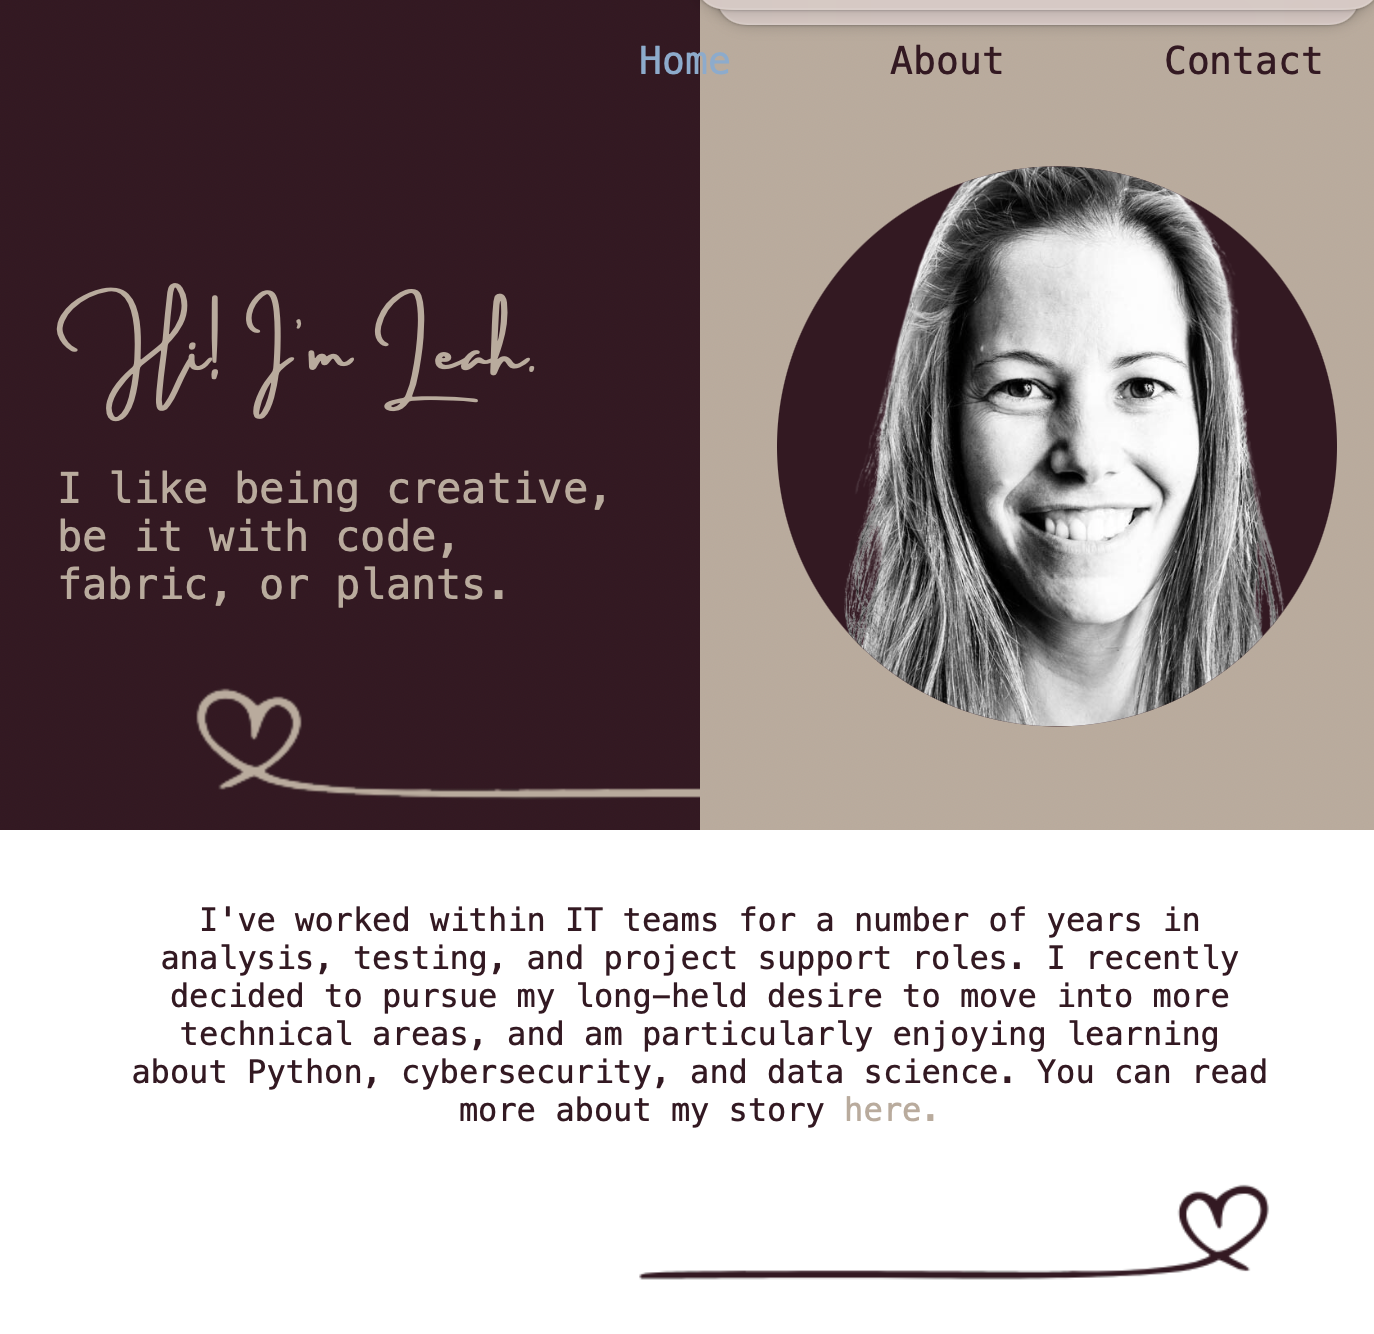 Home About Contact
Hi! I'm Leah.
I like being creative,
be it with code,
fabric, or plants.
I've worked within IT teams for a number of years in
analysis, testing, and project support roles. I recently
decided to pursue my long-held desire to move into more
technical areas, and am particularly enjoying learning
about Python, cybersecurity, and data science. You can read
more about my story here.